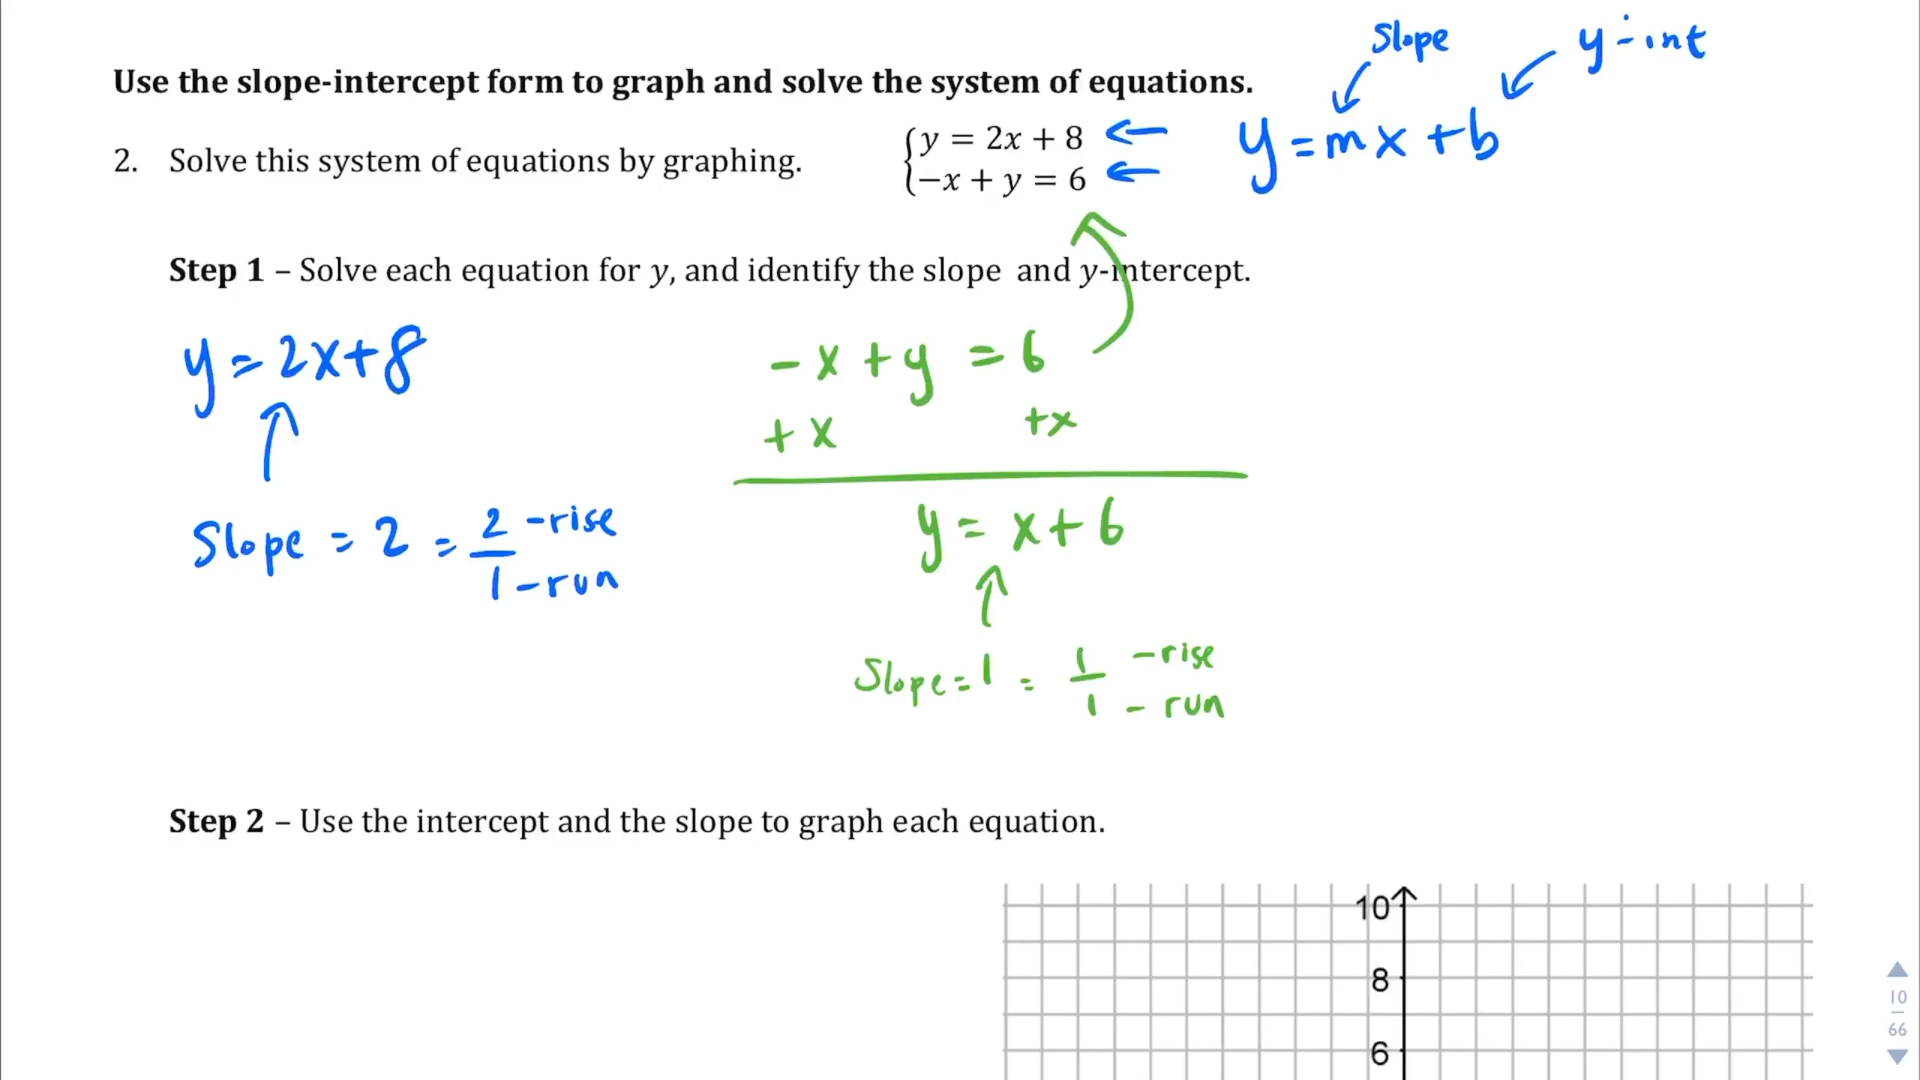 Slope
y-int
Use the slope-intercept form to graph and solve the system of equations.
y = mx + b
2. Solve this system of equations by graphing.
{y = 2x + 8 ←
−x + y = 6 ←
Step 1 – Solve each equation for y, and identify the slope and y-intercept.
y = 2x+8
Slope = 2 = 2/1 -rise -run
-x + y = 6
+x +x
y = x + 6
Slope = 1 = 1/1 -rise - run
Step 2 – Use the intercept and the slope to graph each equation.
10
8
6
10
66